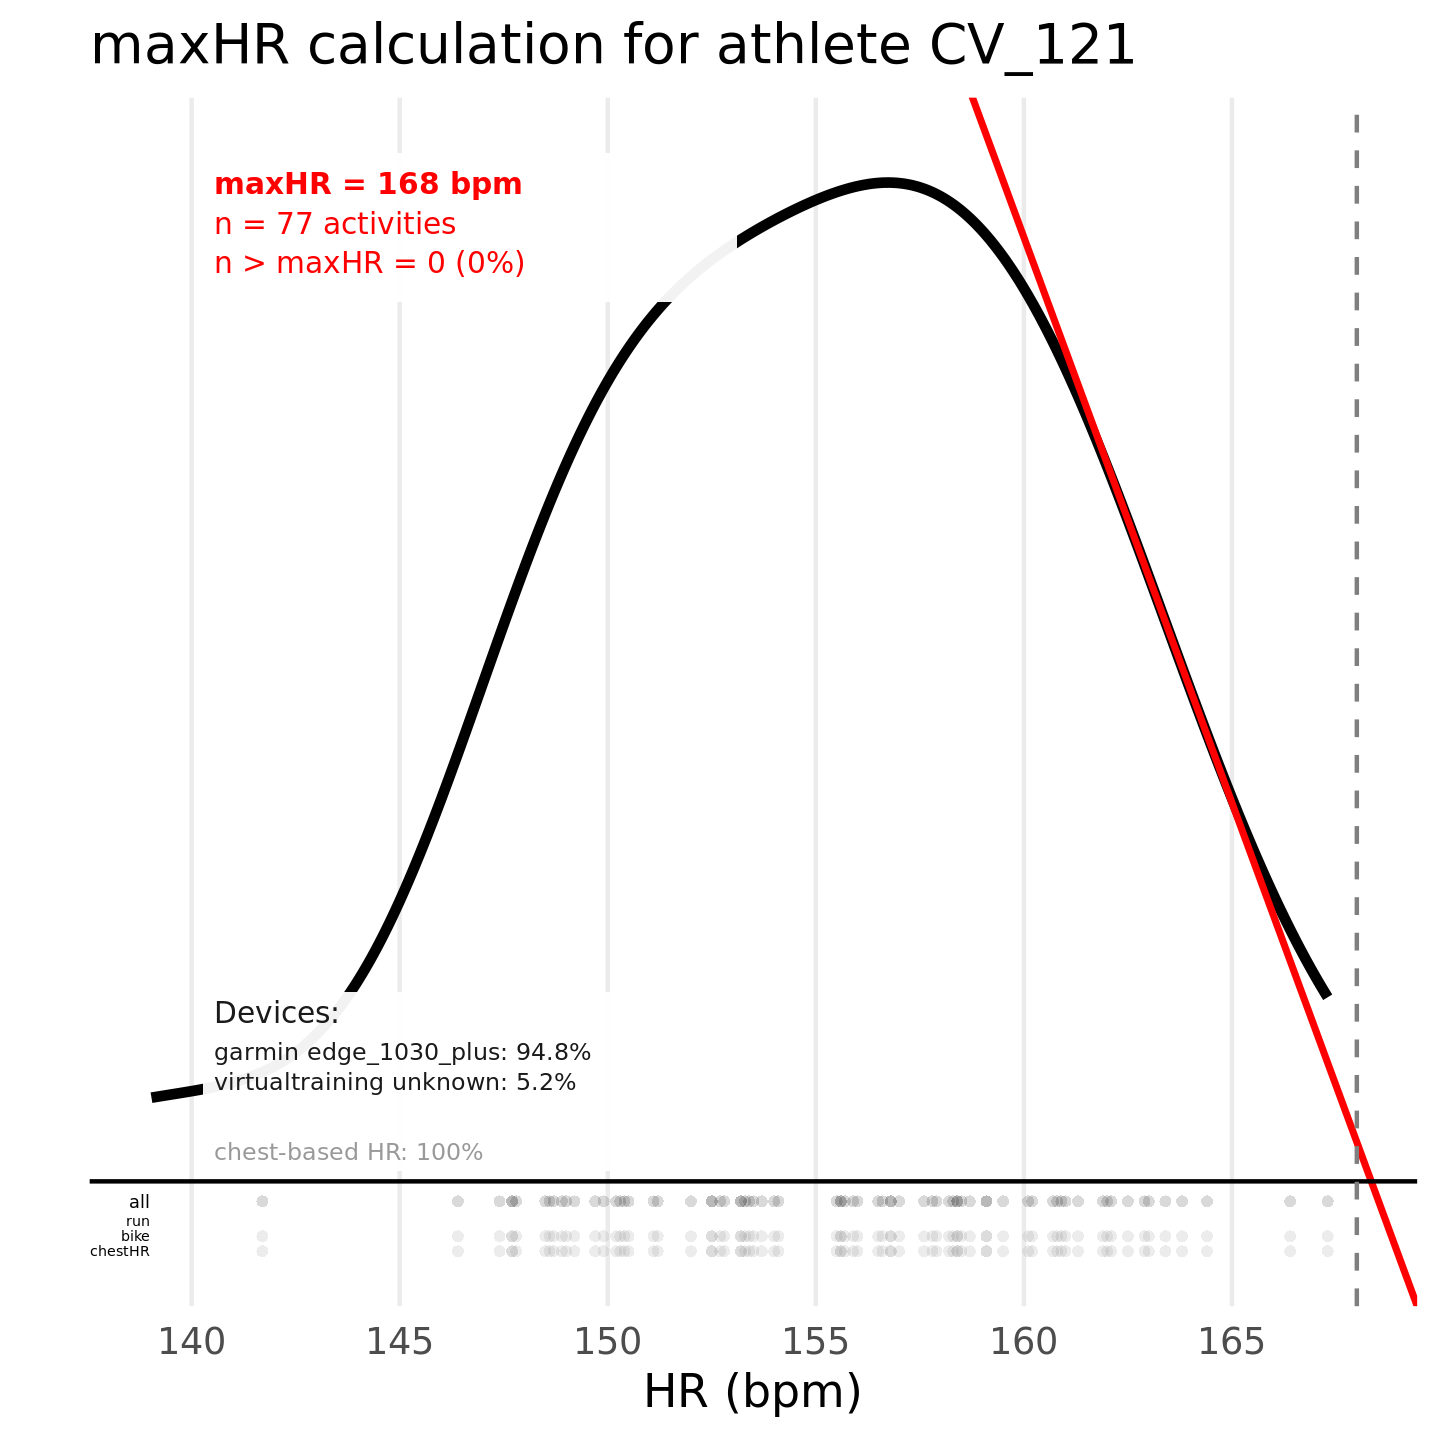 maxHR calculation for athlete CV_121
maxHR = 168 bpm
n = 77 activities
n > maxHR = 0 (0%)
Devices:
garmin edge_1030_plus: 94.8%
virtualtraining unknown: 5.2%
chest-based HR: 100%
all
run
bike
chestHR
140 145 150 155 160 165
HR (bpm)